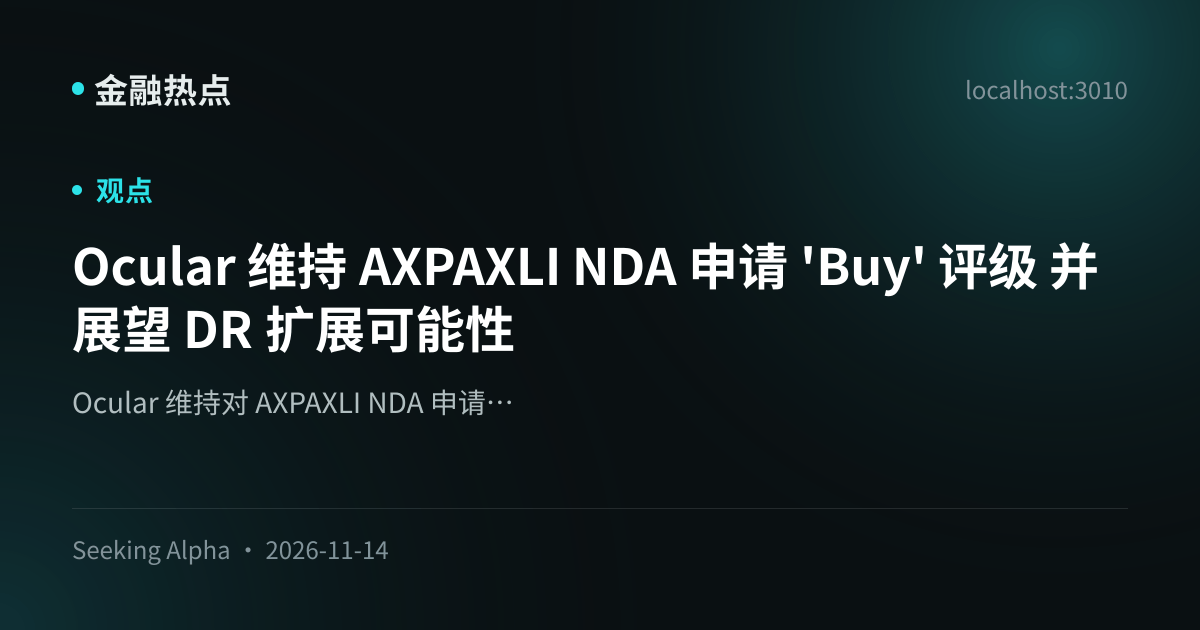 金融热点
localhost:3010
观点
Ocular 维持 AXPAXLI NDA 申请 'Buy' 评级 并
展望 DR 扩展可能性
Ocular 维持对 AXPAXLI NDA 申请…
Seeking Alpha · 2026-11-14